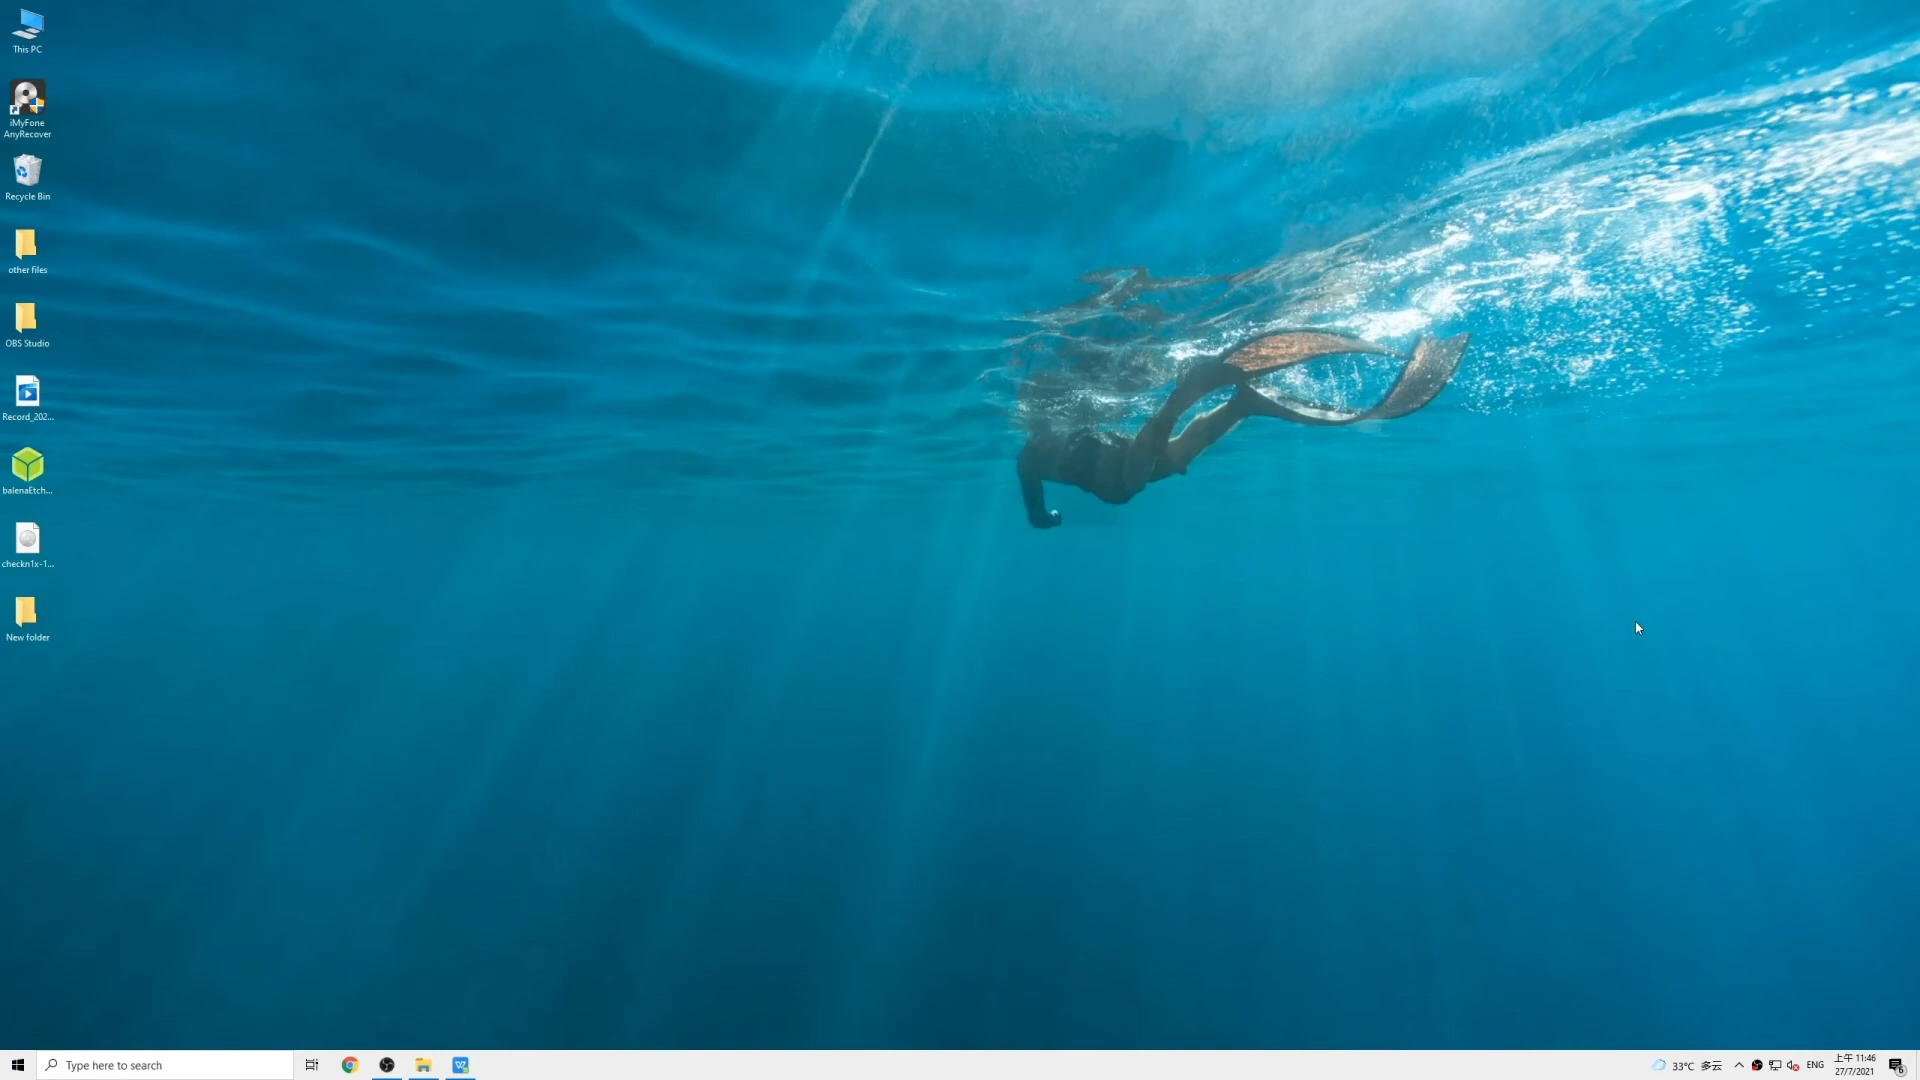 This PC
iMyFone
AnyRecover
Recycle Bin
other files
OBS Studio
Record_202...
balenaEtch...
checkn1x-1...
New folder
Type here to search
33°C 多云
ENG
上午 11:46
27/7/2021
6